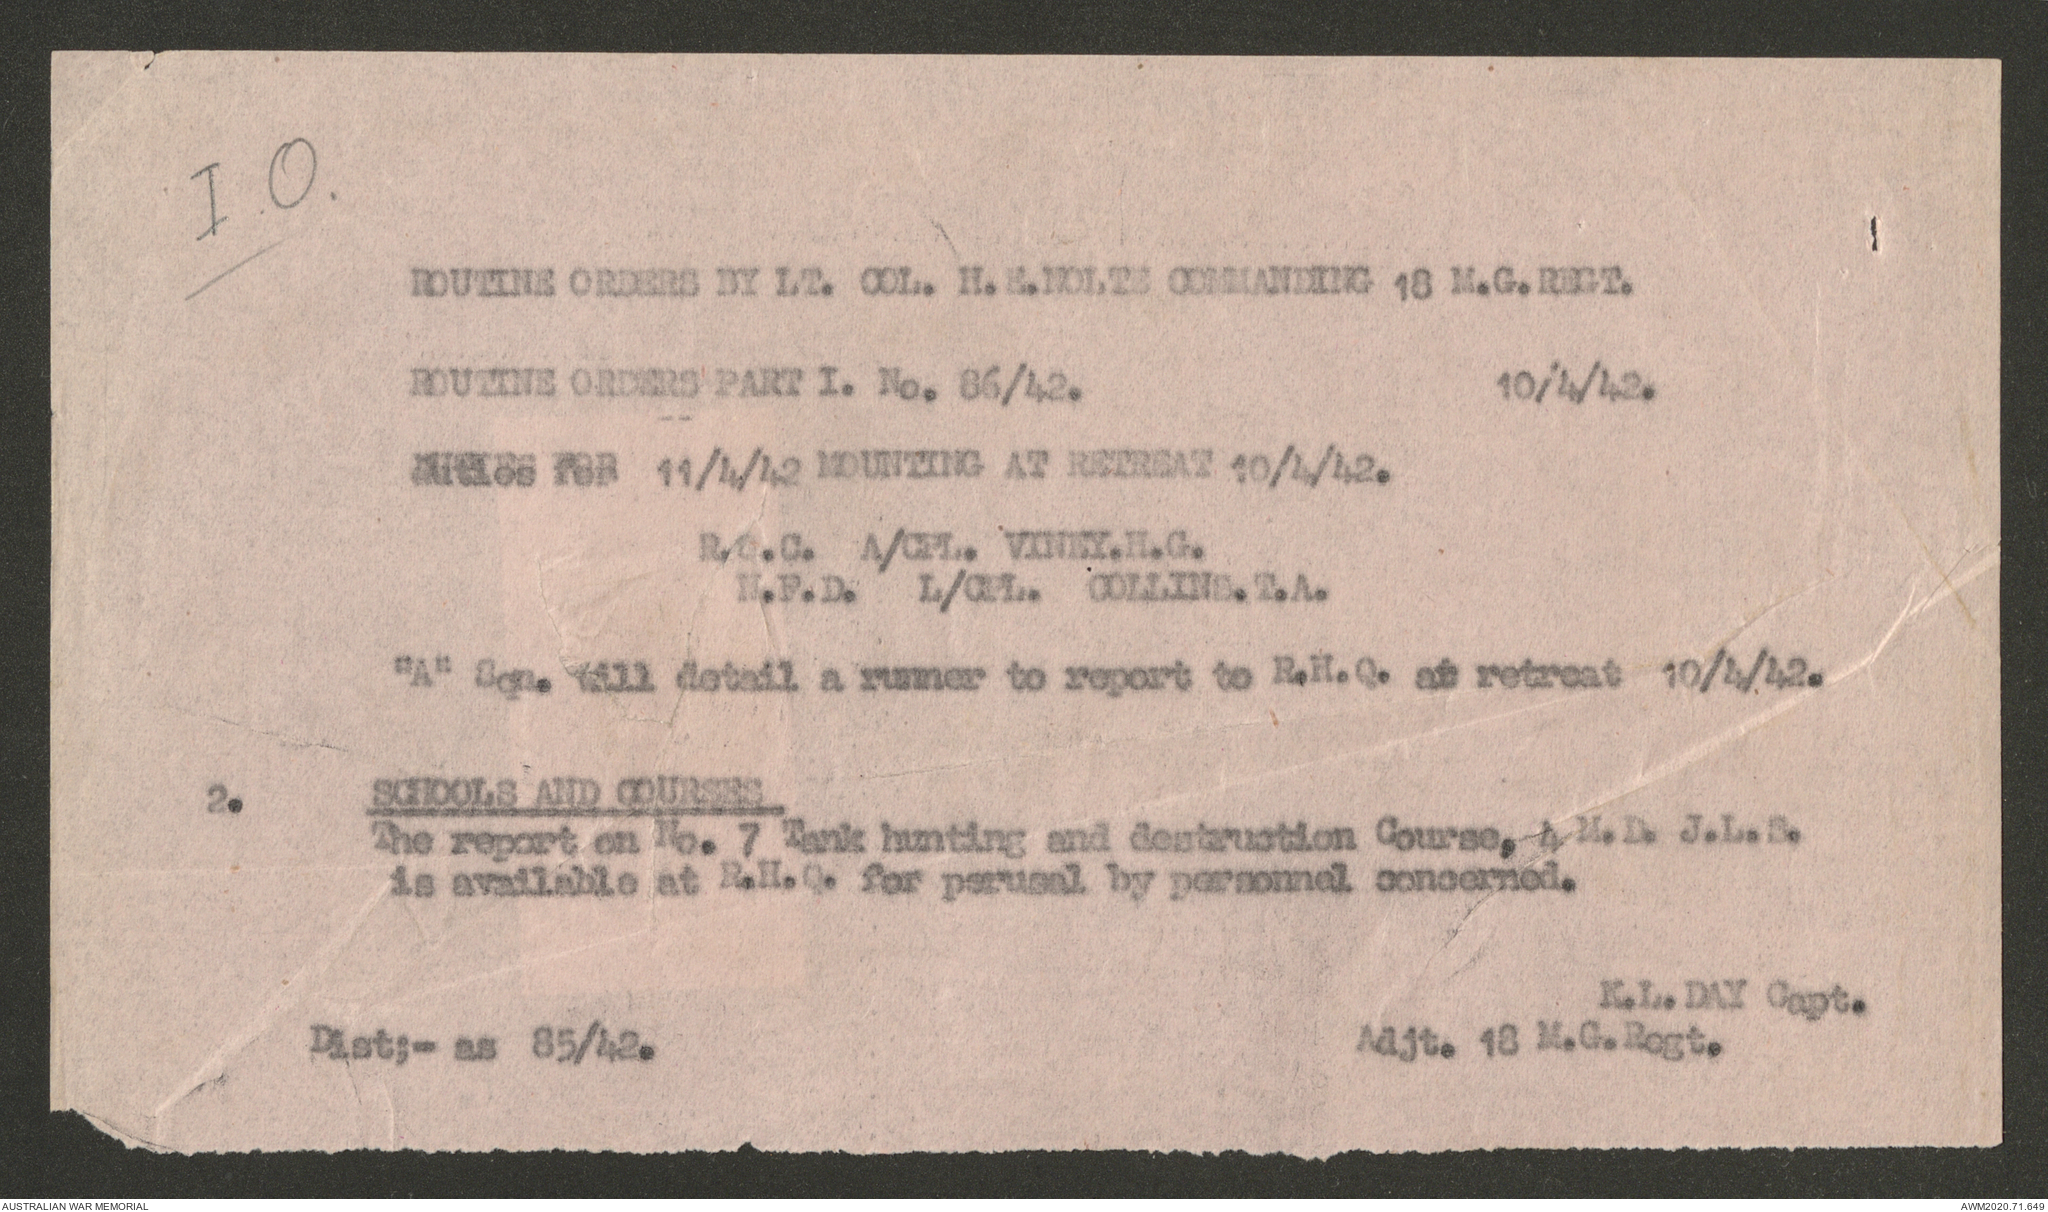 I.O.
ROUTINE ORDERS BY LT. COL. H.E.NOLTE COMMANDING 18 M.G.REGT.
ROUTINE ORDERS PART I. No. 86/42. 10/4/42.
DUTIES FOR 11/4/42 MOUNTING AT RETREAT 10/4/42.
R.S.C. A/CPL. VINEY.H.G.
N.F.D. L/CPL. COLLINS.T.A.
"A" Sqn. will detail a runner to report to R.H.Q. at retreat 10/4/42.
2. SCHOOLS AND COURSES
The report on No. 7 Tank hunting and destruction Course, 4 M.D. J.L.S.
is available at R.H.Q. for perusal by personnel concerned.
K.L.DAY Capt.
Dist;- as 85/42. Adjt. 18 M.G.Regt.
AUSTRALIAN WAR MEMORIAL AWM2020.71.649